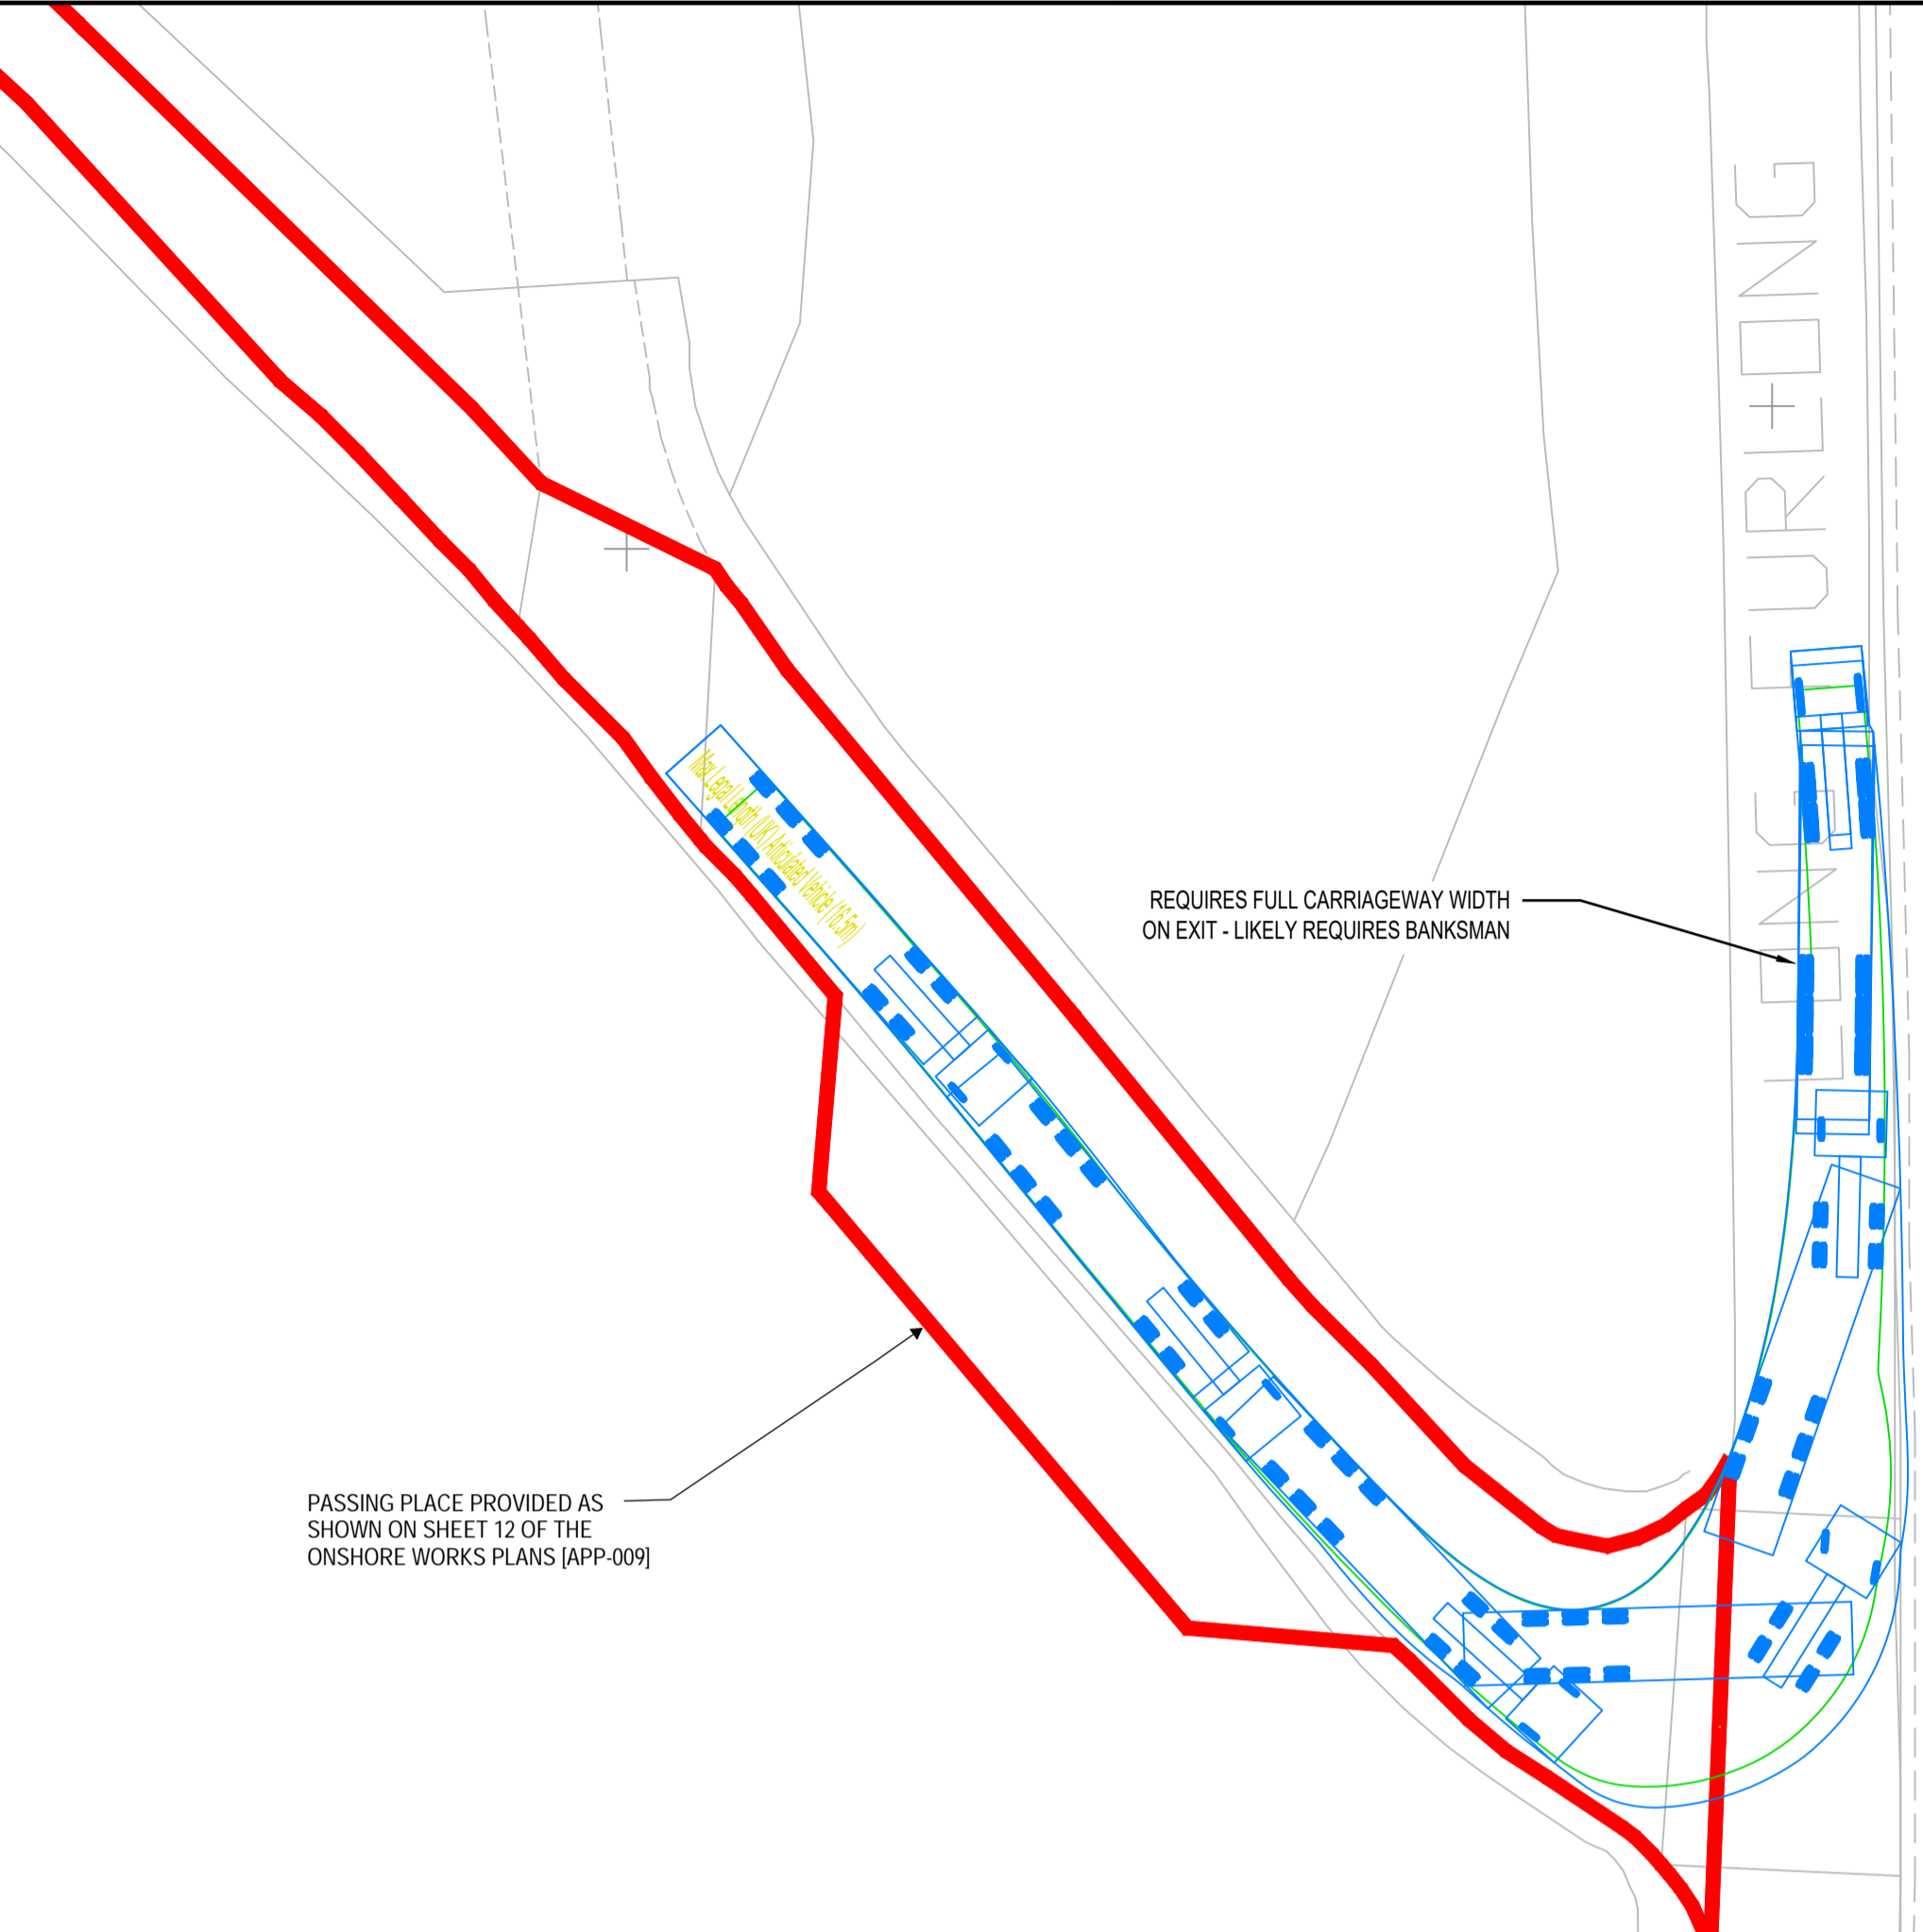 LONG FURLONG
Max Legal Length (UK) Articulated Vehicle (16.5m)
REQUIRES FULL CARRIAGEWAY WIDTH
ON EXIT - LIKELY REQUIRES BANKSMAN
PASSING PLACE PROVIDED AS
SHOWN ON SHEET 12 OF THE
ONSHORE WORKS PLANS [APP-009]